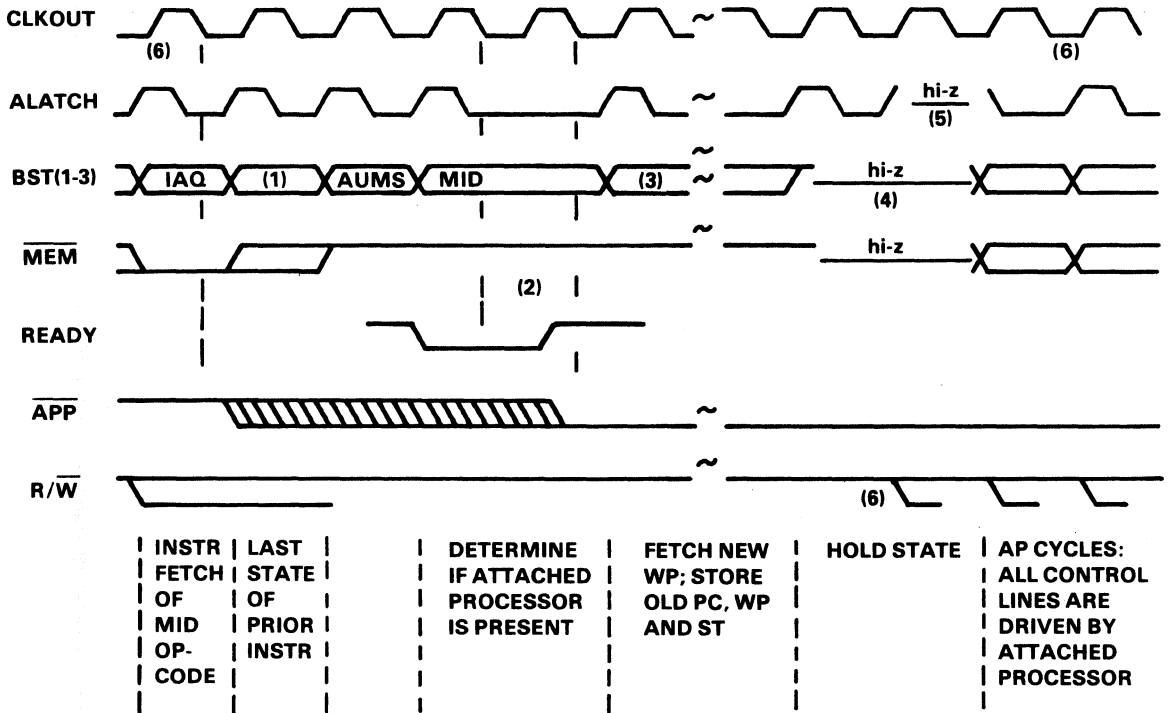 CLKOUT
(6)
(6)
ALATCH
hi-z
(5)
BST(1-3)
IAQ
(1)
AUMS
MID
(3)
hi-z
(4)
MEM
hi-z
(2)
READY
APP
R/W
(6)
INSTR
FETCH
OF
MID
OP-
CODE
LAST
STATE
OF
PRIOR
INSTR
DETERMINE
IF ATTACHED
PROCESSOR
IS PRESENT
FETCH NEW
WP; STORE
OLD PC, WP
AND ST
HOLD STATE
AP CYCLES:
ALL CONTROL
LINES ARE
DRIVEN BY
ATTACHED
PROCESSOR